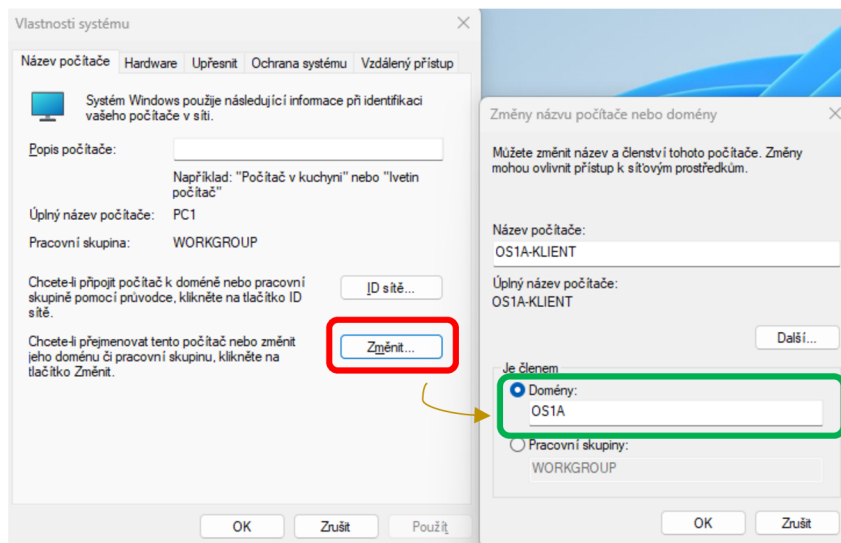 Vlastnosti systému
Název počítače
Hardware
Upřesnit
Ochrana systému
Vzdálený přístup
Systém Windows použije následující informace při identifikaci
vašeho počítače v síti.
Popis počítače:
Například: "Počítač v kuchyni" nebo "Ivetin
počítač"
Úplný název počítače: PC1
Pracovní skupina: WORKGROUP
Chcete-li připojit počítač k doméně nebo pracovní
skupině pomocí průvodce, klikněte na tlačítko ID
sítě.
ID sítě...
Chcete-li přejmenovat tento počítač nebo změnit
jeho doménu či pracovní skupinu, klikněte na
tlačítko Změnit.
Změnit...
OK
Zrušit
Použít
Změny názvu počítače nebo domény
Můžete změnit název a členství tohoto počítače. Změny
mohou ovlivnit přístup k síťovým prostředkům.
Název počítače:
OS1A-KLIENT
Úplný název počítače:
OS1A-KLIENT
Další...
Je členem
Domény:
OS1A
Pracovní skupiny:
WORKGROUP
OK
Zrušit